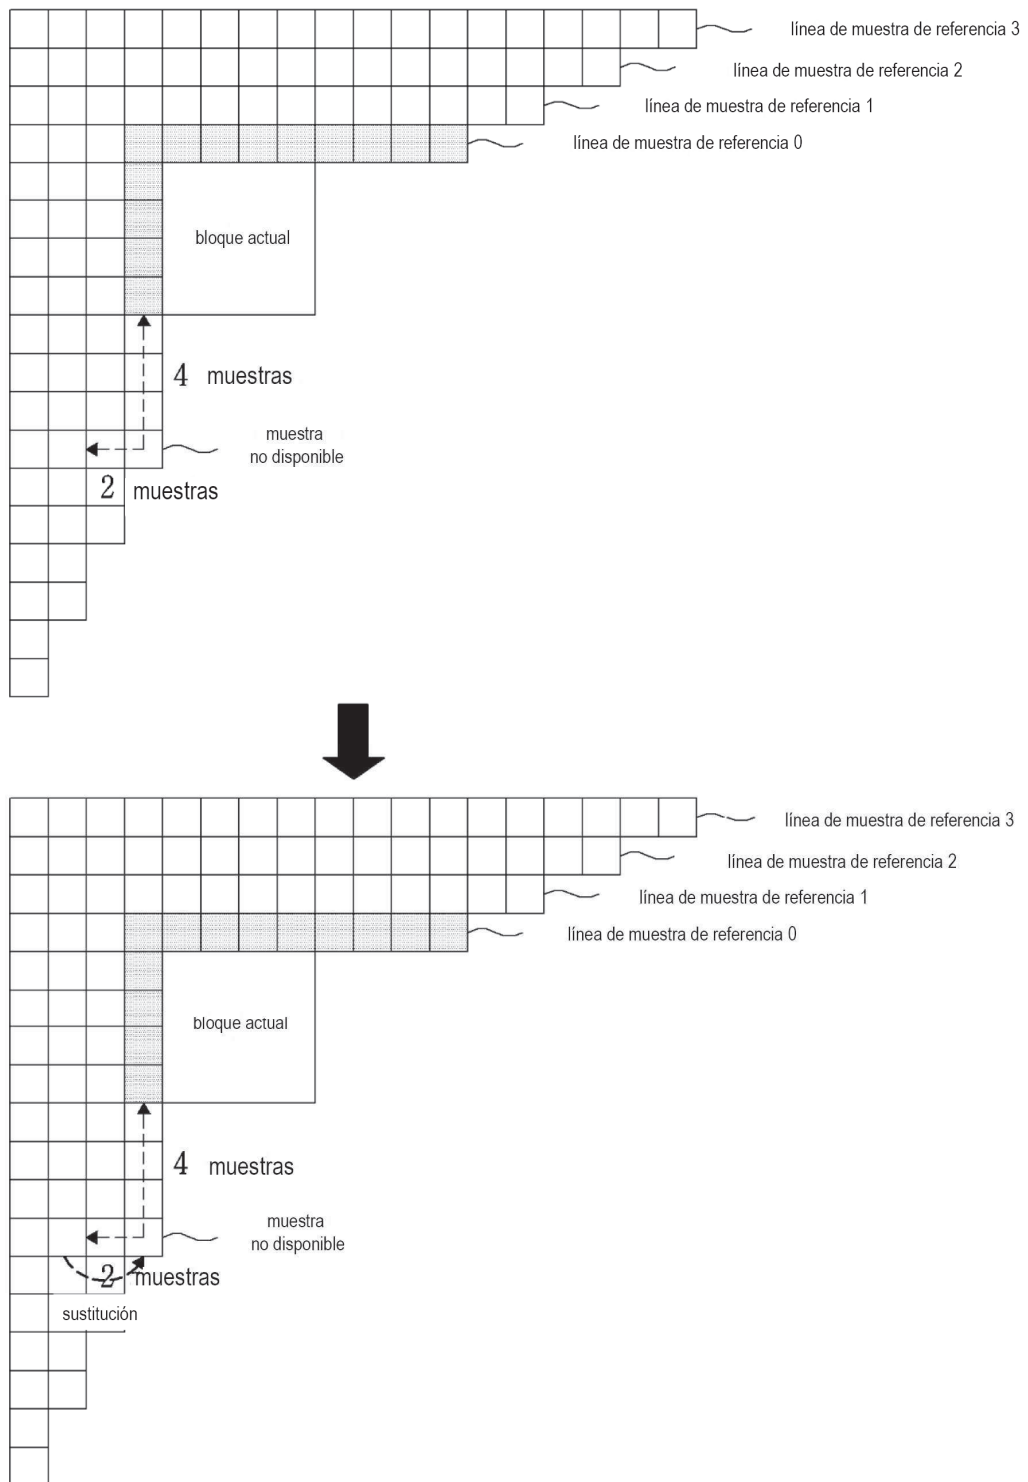 línea de muestra de referencia 3
línea de muestra de referencia 2
línea de muestra de referencia 1
línea de muestra de referencia 0
bloque actual
4 muestras
muestra
no disponible
2 muestras
línea de muestra de referencia 3
línea de muestra de referencia 2
línea de muestra de referencia 1
línea de muestra de referencia 0
bloque actual
4 muestras
muestra
no disponible
2 muestras
sustitución